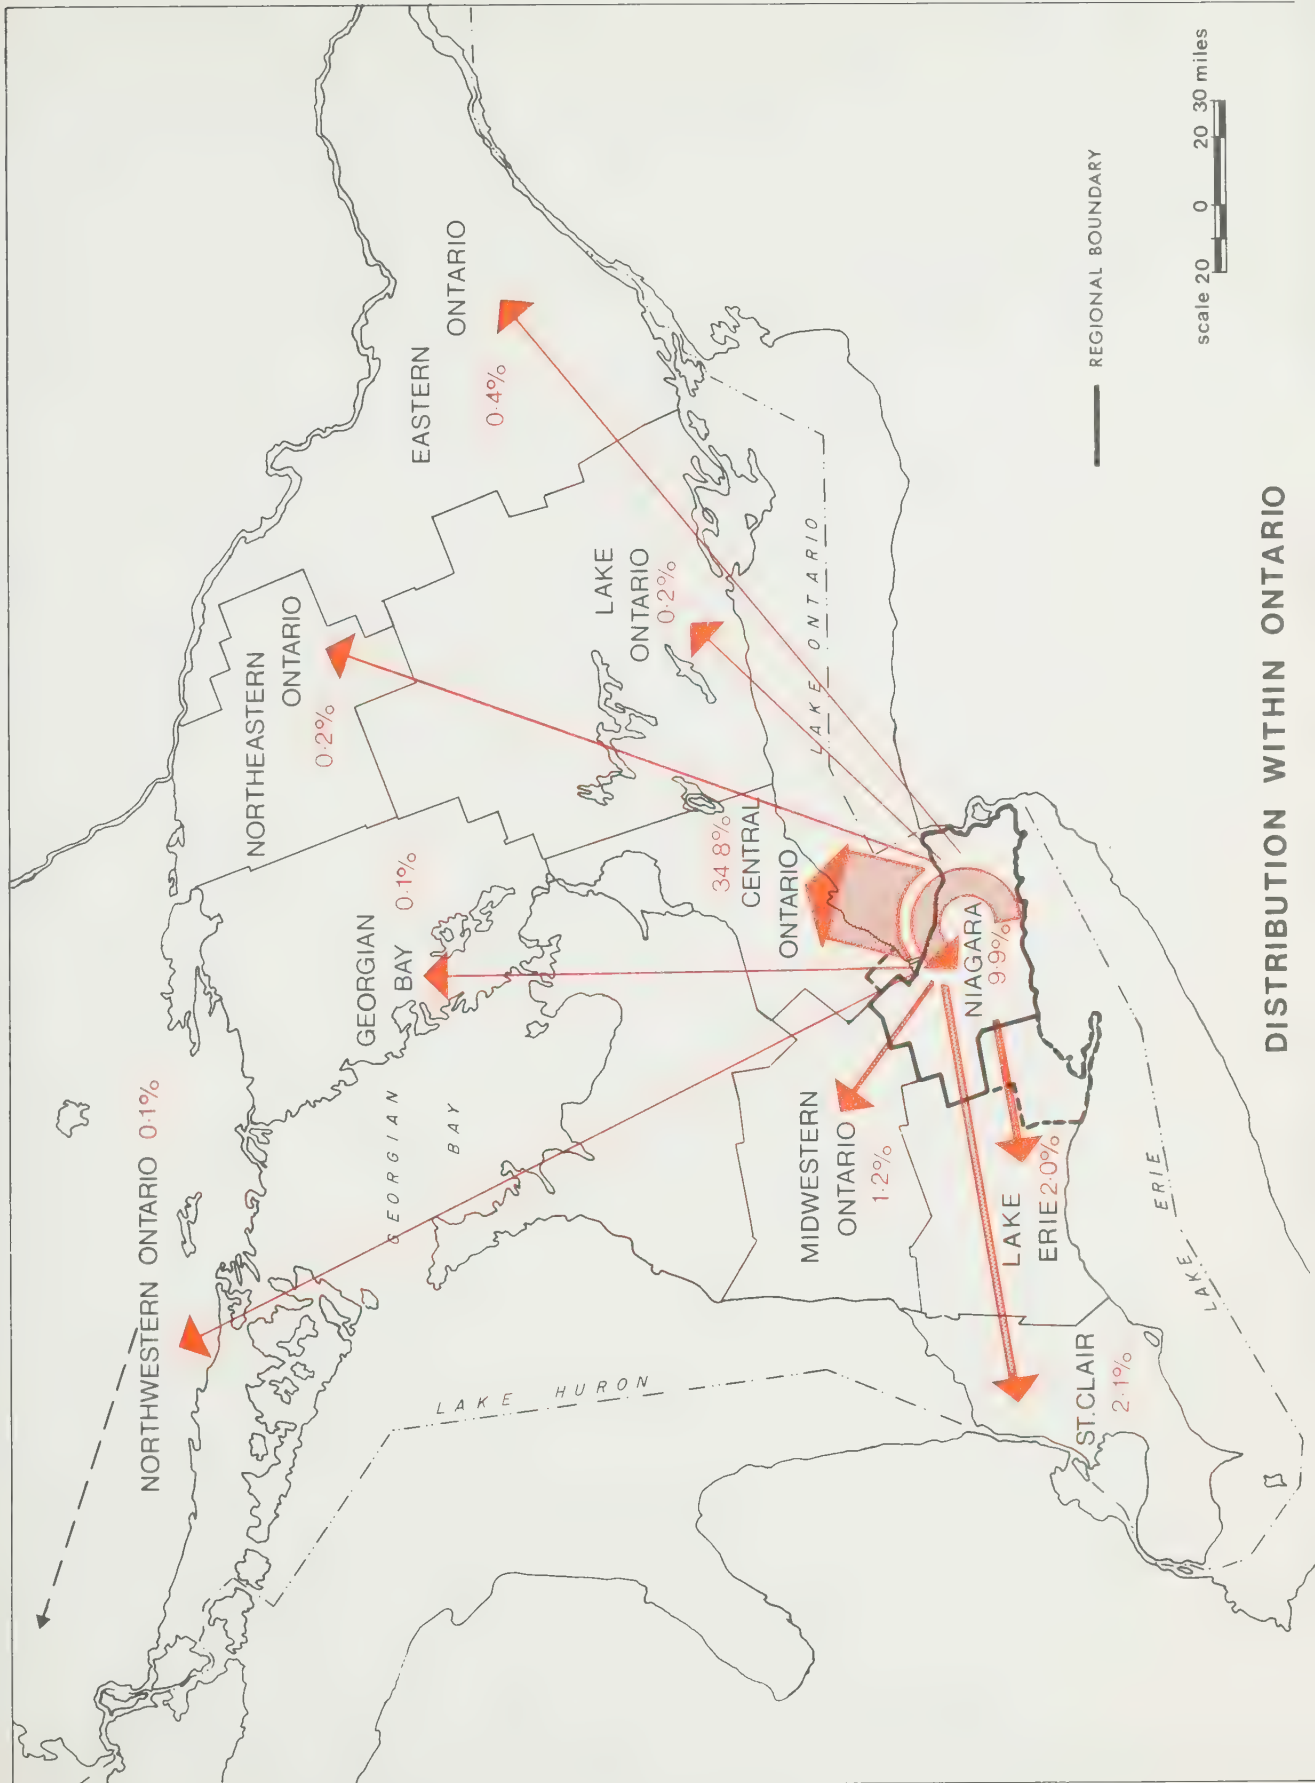 NORTHWESTERN ONTARIO 0·1%
GEORGIAN
BAY 0·1%
NORTHEASTERN
ONTARIO
0·2%
EASTERN
ONTARIO
0·4%
GEORGIAN
BAY
LAKE
ONTARIO
0·2%
LAKE HURON
34 8%
CENTRAL
ONTARIO
LAKE ONTARIO
MIDWESTERN
ONTARIO
1·2%
NIAGARA
9·9%
LAKE
ERIE 2·0%
ST. CLAIR
2·1%
LAKE ERIE
REGIONAL BOUNDARY
scale 20 0 20 30 miles
DISTRIBUTION WITHIN ONTARIO